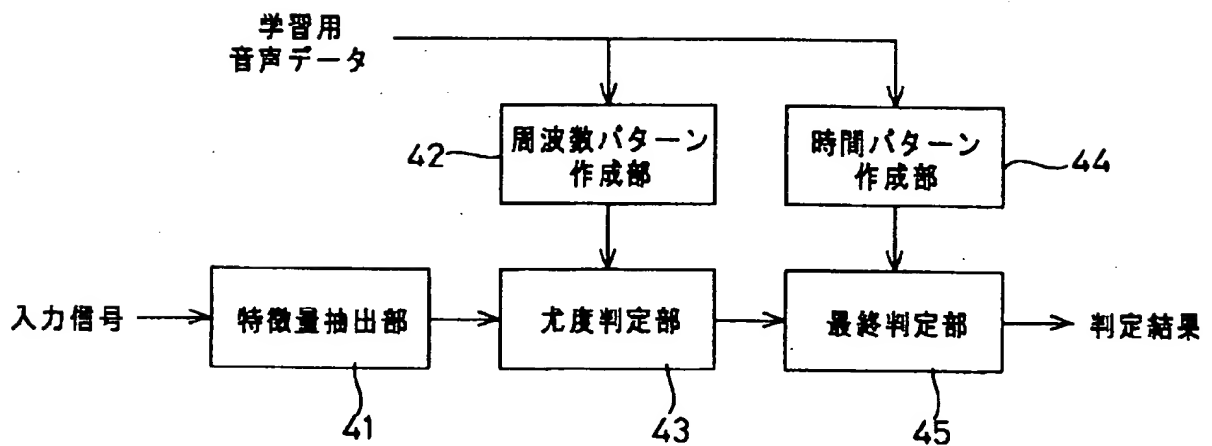 学習用
音声データ
42
周波数パターン
作成部
時間パターン
作成部
44
入力信号
特徴量抽出部
尤度判定部
最終判定部
判定結果
41
43
45